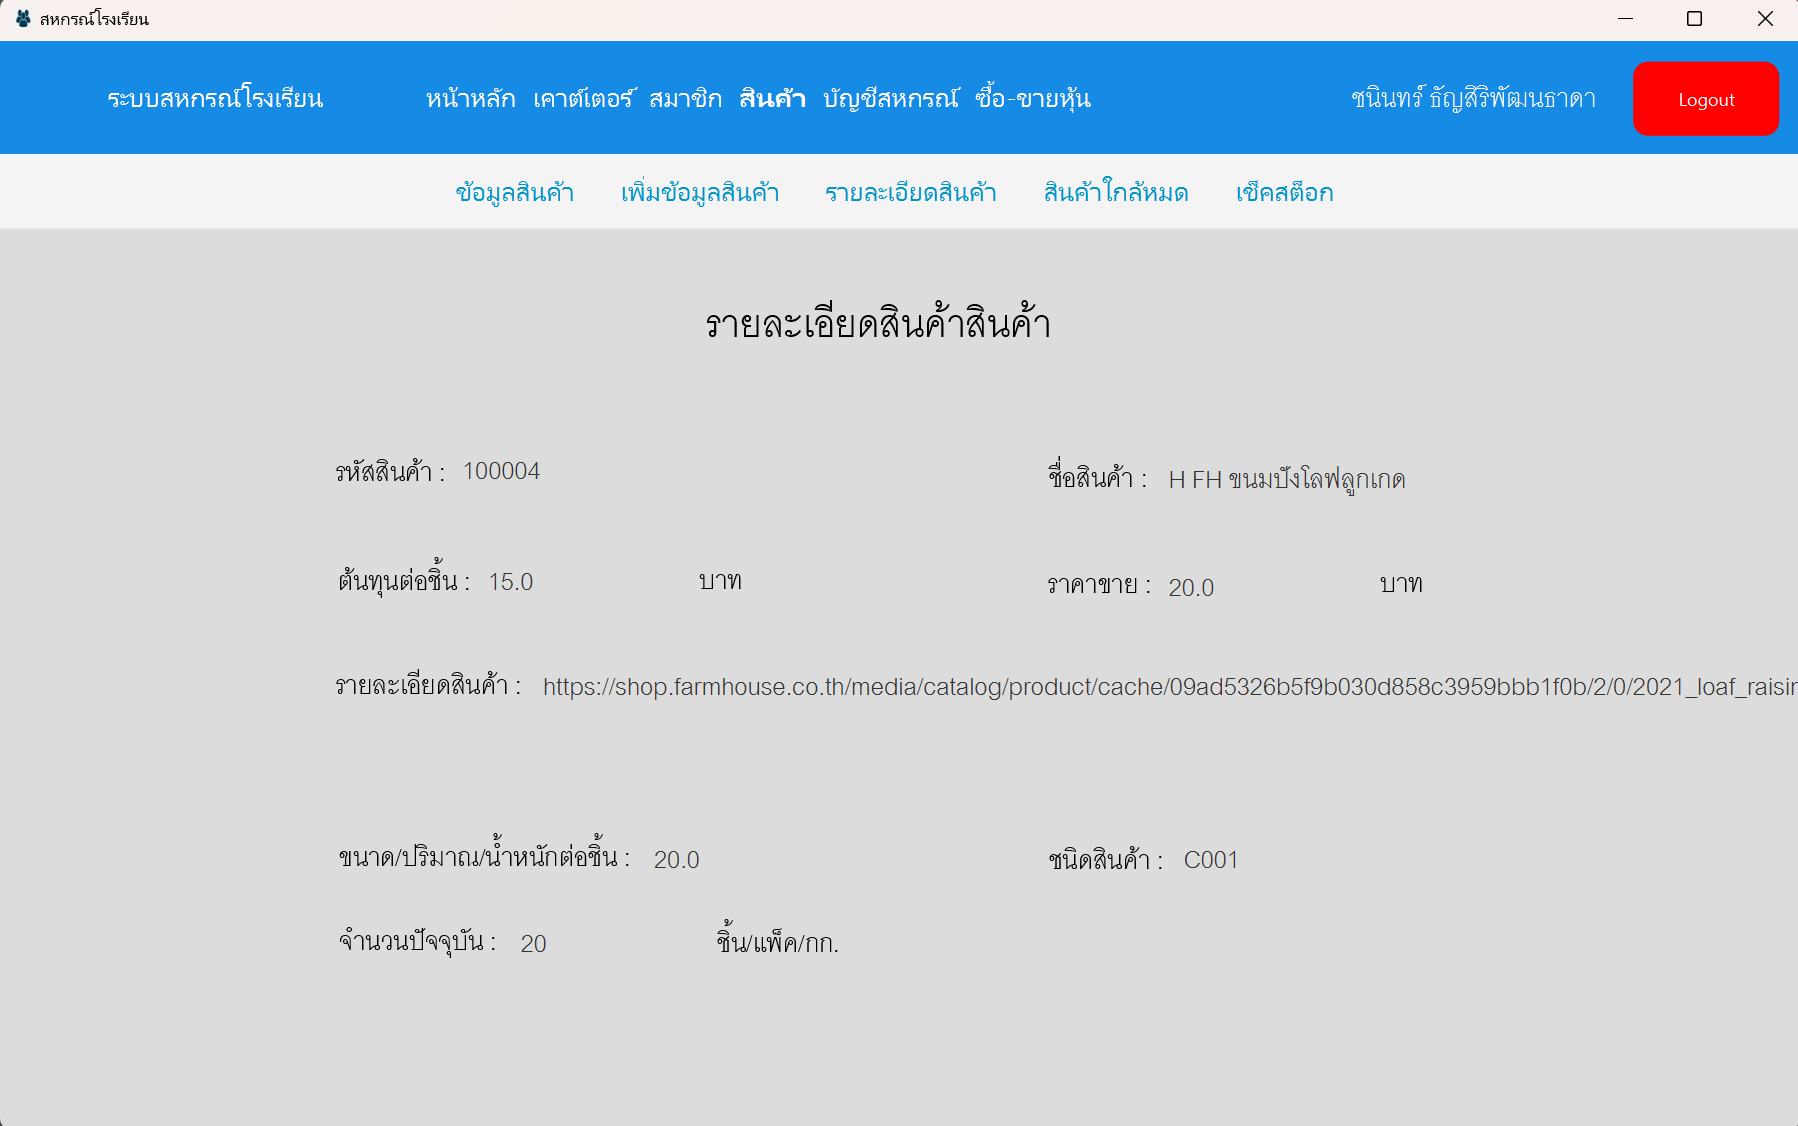 สหกรณ์โรงเรียน
ระบบสหกรณ์โรงเรียน หน้าหลัก เคาต์เตอร์ สมาชิก สินค้า บัญชีสหกรณ์ ซื้อ-ขายหุ้น ชนินทร์ ธัญสิริพัฒนธาดา Logout
ข้อมูลสินค้า เพิ่มข้อมูลสินค้า รายละเอียดสินค้า สินค้าใกล้หมด เช็คสต็อก
รายละเอียดสินค้าสินค้า
รหัสสินค้า : 100004 ชื่อสินค้า : H FH ขนมปังโลฟลูกเกด
ต้นทุนต่อชิ้น : 15.0 บาท ราคาขาย : 20.0 บาท
รายละเอียดสินค้า : https://shop.farmhouse.co.th/media/catalog/product/cache/09ad5326b5f9b030d858c3959bbb1f0b/2/0/2021_loaf_raisin
ขนาด/ปริมาณ/น้ำหนักต่อชิ้น : 20.0 ชนิดสินค้า : C001
จำนวนปัจจุบัน : 20 ชิ้น/แพ็ค/กก.